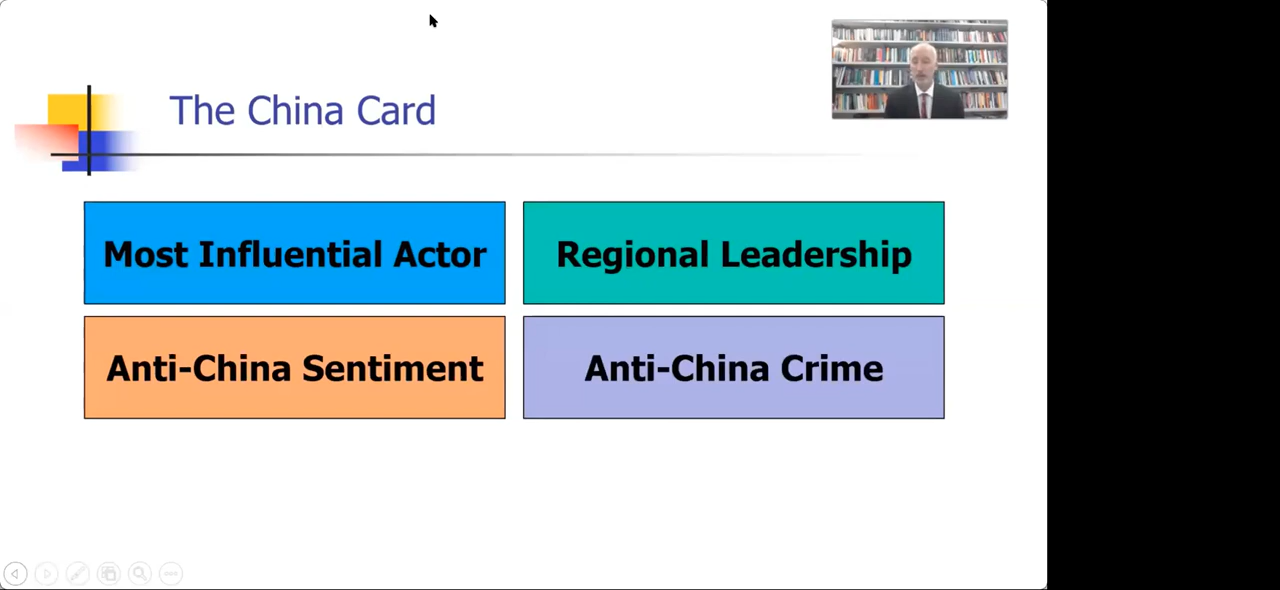 The China Card
Most Influential Actor
Regional Leadership
Anti-China Sentiment
Anti-China Crime